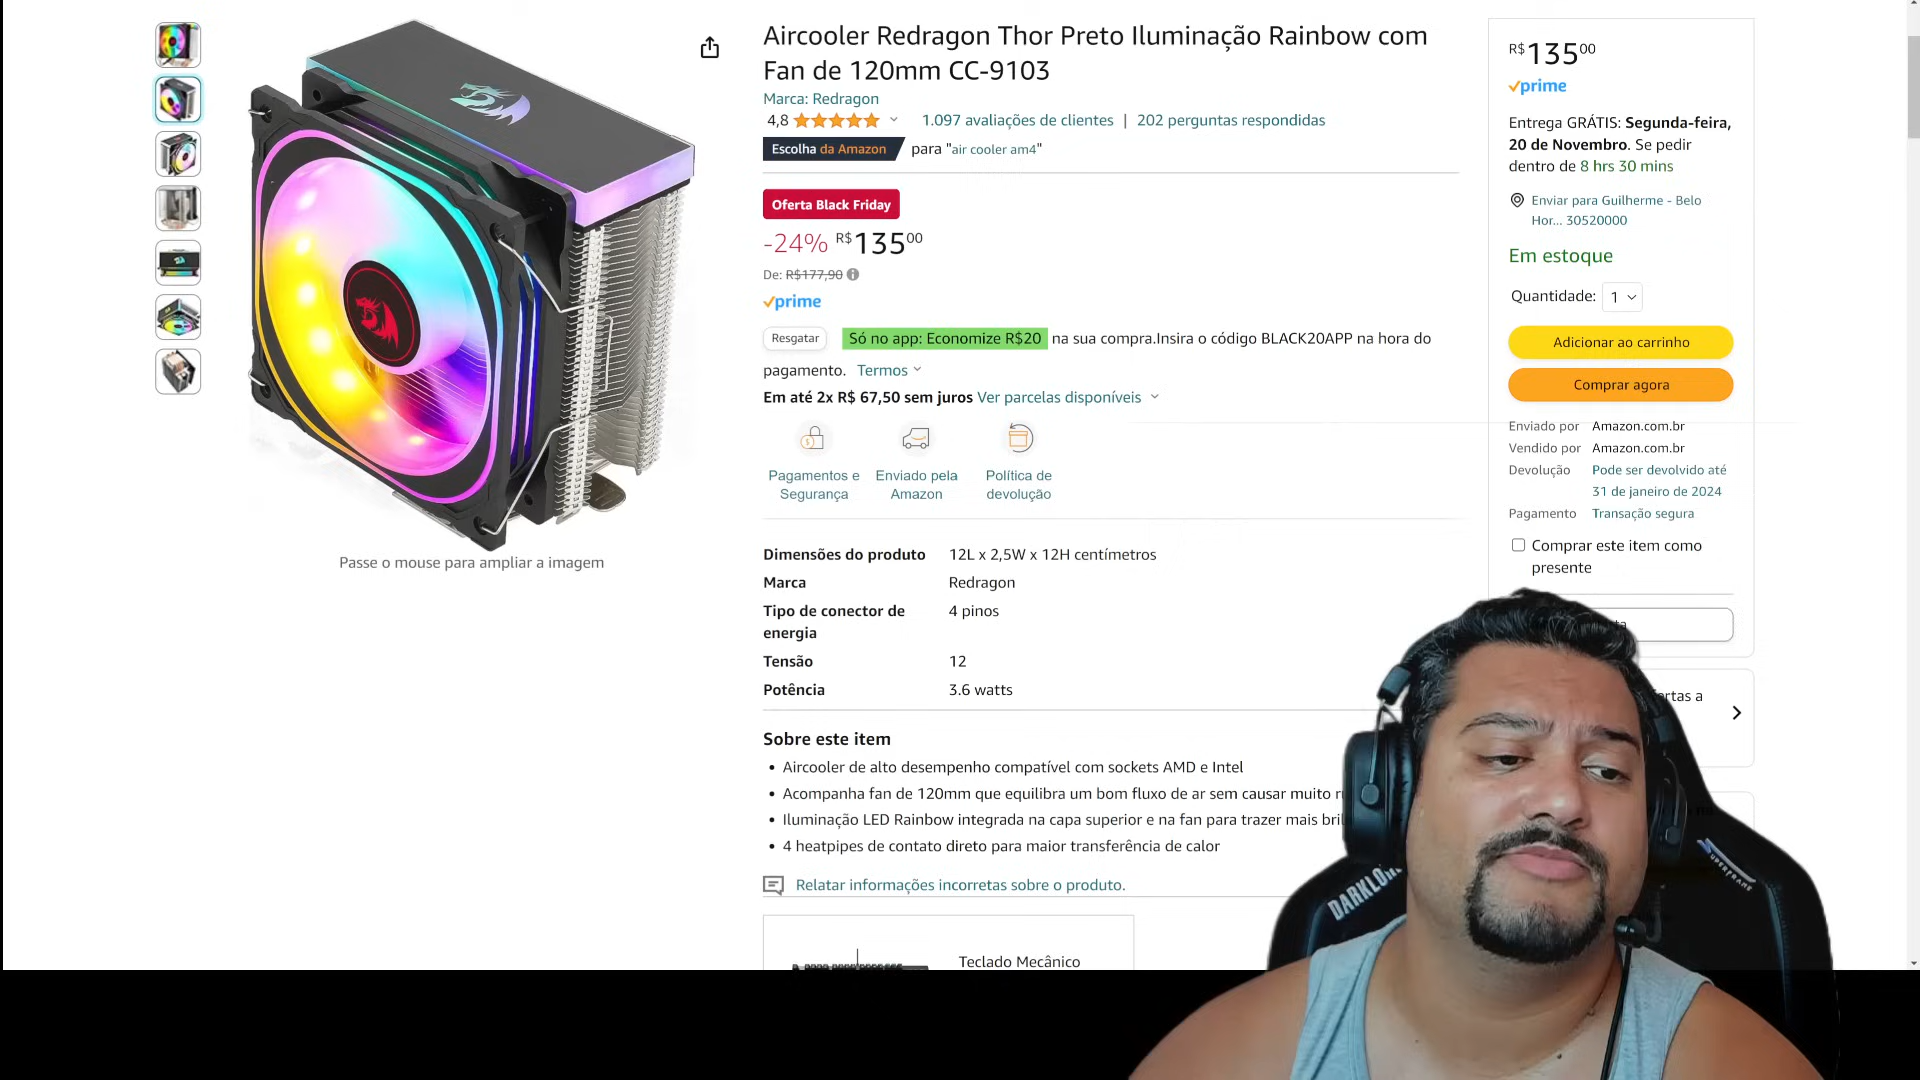 Aircooler Redragon Thor Preto Iluminação Rainbow com
Fan de 120mm CC-9103
Marca: Redragon
4,8
1.097 avaliações de clientes | 202 perguntas respondidas
Escolha da Amazon para "air cooler am4"
Oferta Black Friday
-24% R$135,00
De: R$177,90
prime
Resgatar Só no app: Economize R$20 na sua compra.Insira o código BLACK20APP na hora do
pagamento. Termos
Em até 2x R$ 67,50 sem juros Ver parcelas disponíveis
Pagamentos e
Segurança
Enviado pela
Amazon
Política de
devolução
Passe o mouse para ampliar a imagem
Dimensões do produto 12L x 2,5W x 12H centímetros
Marca Redragon
Tipo de conector de
energia
4 pinos
Tensão 12
Potência 3.6 watts
Sobre este item
• Aircooler de alto desempenho compatível com sockets AMD e Intel
• Acompanha fan de 120mm que equilibra um bom fluxo de ar sem causar muito
• Iluminação LED Rainbow integrada na capa superior e na fan para trazer mais
• 4 heatpipes de contato direto para maior transferência de calor
Relatar informações incorretas sobre o produto.
Teclado Mecânico
R$135 00
prime
Entrega GRÁTIS: Segunda-feira,
20 de Novembro. Se pedir
dentro de 8 hrs 30 mins
Enviar para Guilherme - Belo
Hor... 30520000
Em estoque
Quantidade: 1
Adicionar ao carrinho
Comprar agora
Enviado por Amazon.com.br
Vendido por Amazon.com.br
Devolução Pode ser devolvido até
31 de janeiro de 2024
Pagamento Transação segura
Comprar este item como
presente